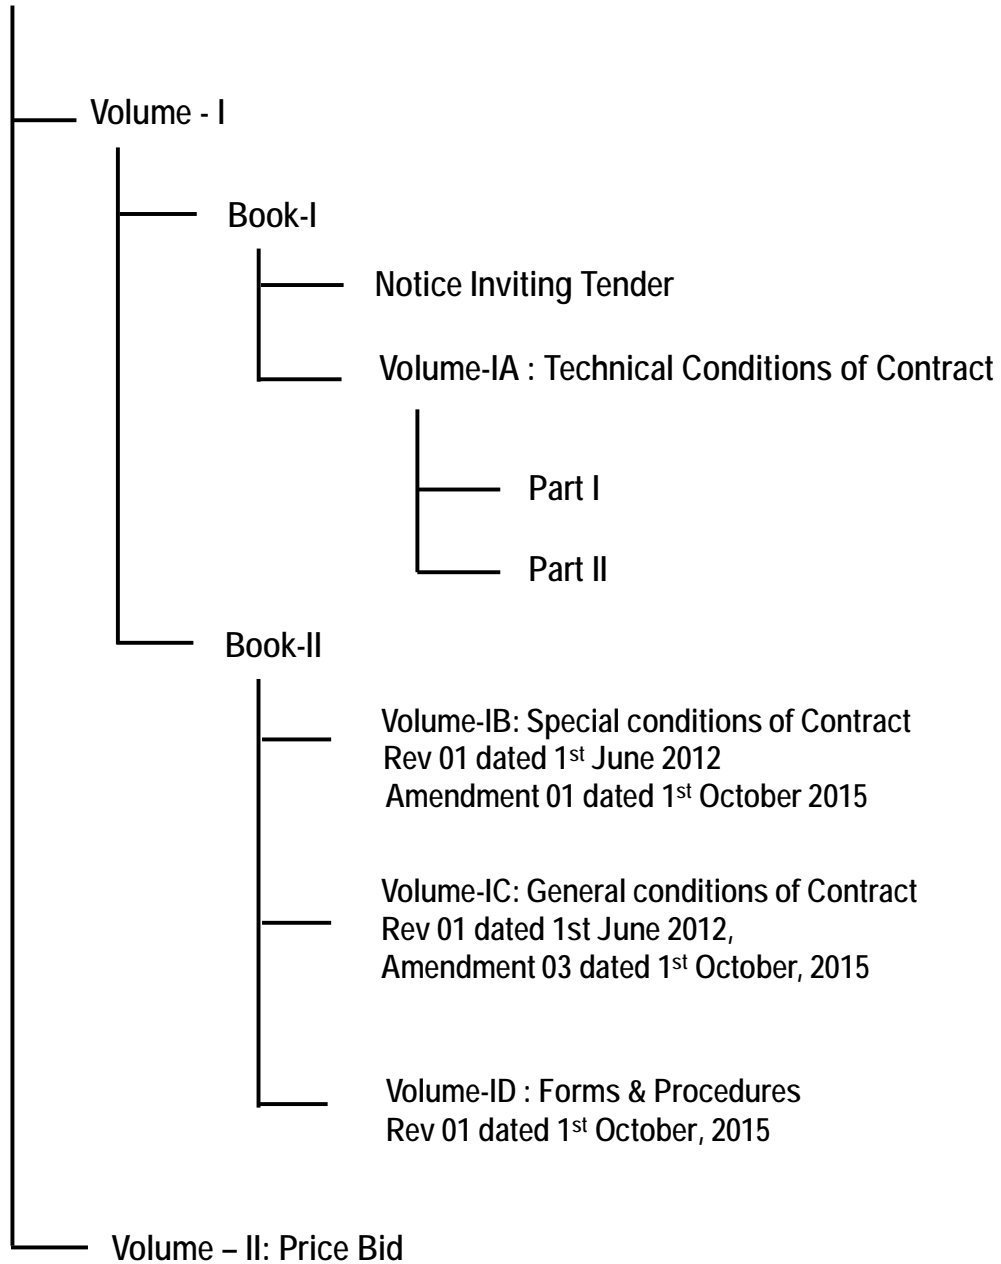 Volume - I
Book-I
Notice Inviting Tender
Volume-IA : Technical Conditions of Contract
Part I
Part II
Book-II
Volume-IB: Special conditions of Contract
Rev 01 dated 1st June 2012
Amendment 01 dated 1st October 2015
Volume-IC: General conditions of Contract
Rev 01 dated 1st June 2012,
Amendment 03 dated 1st October, 2015
Volume-ID : Forms & Procedures
Rev 01 dated 1st October, 2015
Volume – II: Price Bid